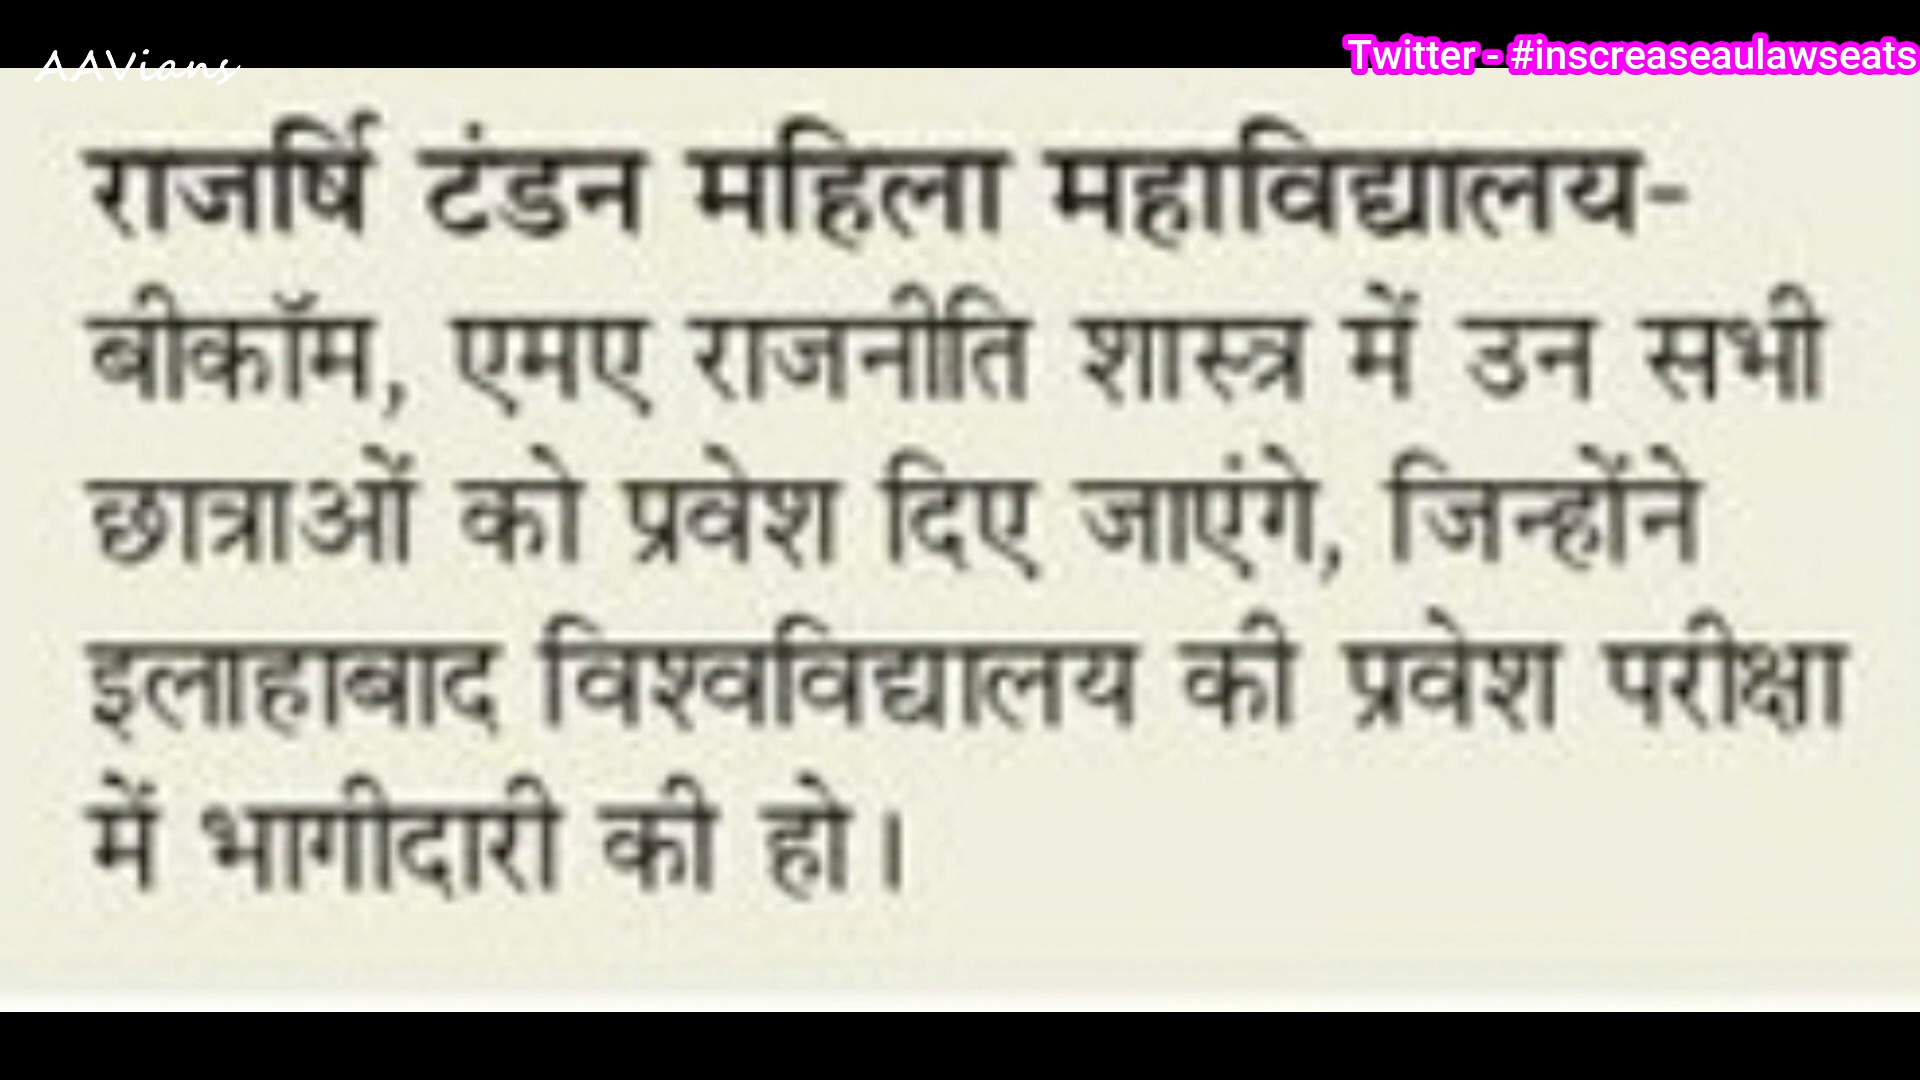 AAVians
Twitter - #inscreaseaulawseats
राजर्षि टंडन महिला महाविद्यालय-
बीकॉम, एमए राजनीति शास्त्र में उन सभी
छात्राओं को प्रवेश दिए जाएंगे, जिन्होंने
इलाहाबाद विश्वविद्यालय की प्रवेश परीक्षा
में भागीदारी की हो।